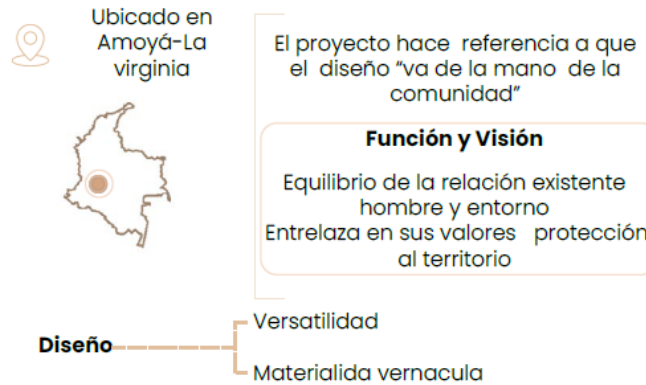 Ubicado en
Amoyá-La
virginia
El proyecto hace referencia a que
el diseño “va de la mano de la
comunidad”
Función y Visión
Equilibrio de la relación existente
hombre y entorno
Entrelaza en sus valores protección
al territorio
Diseño
Versatilidad
Materialida vernacula